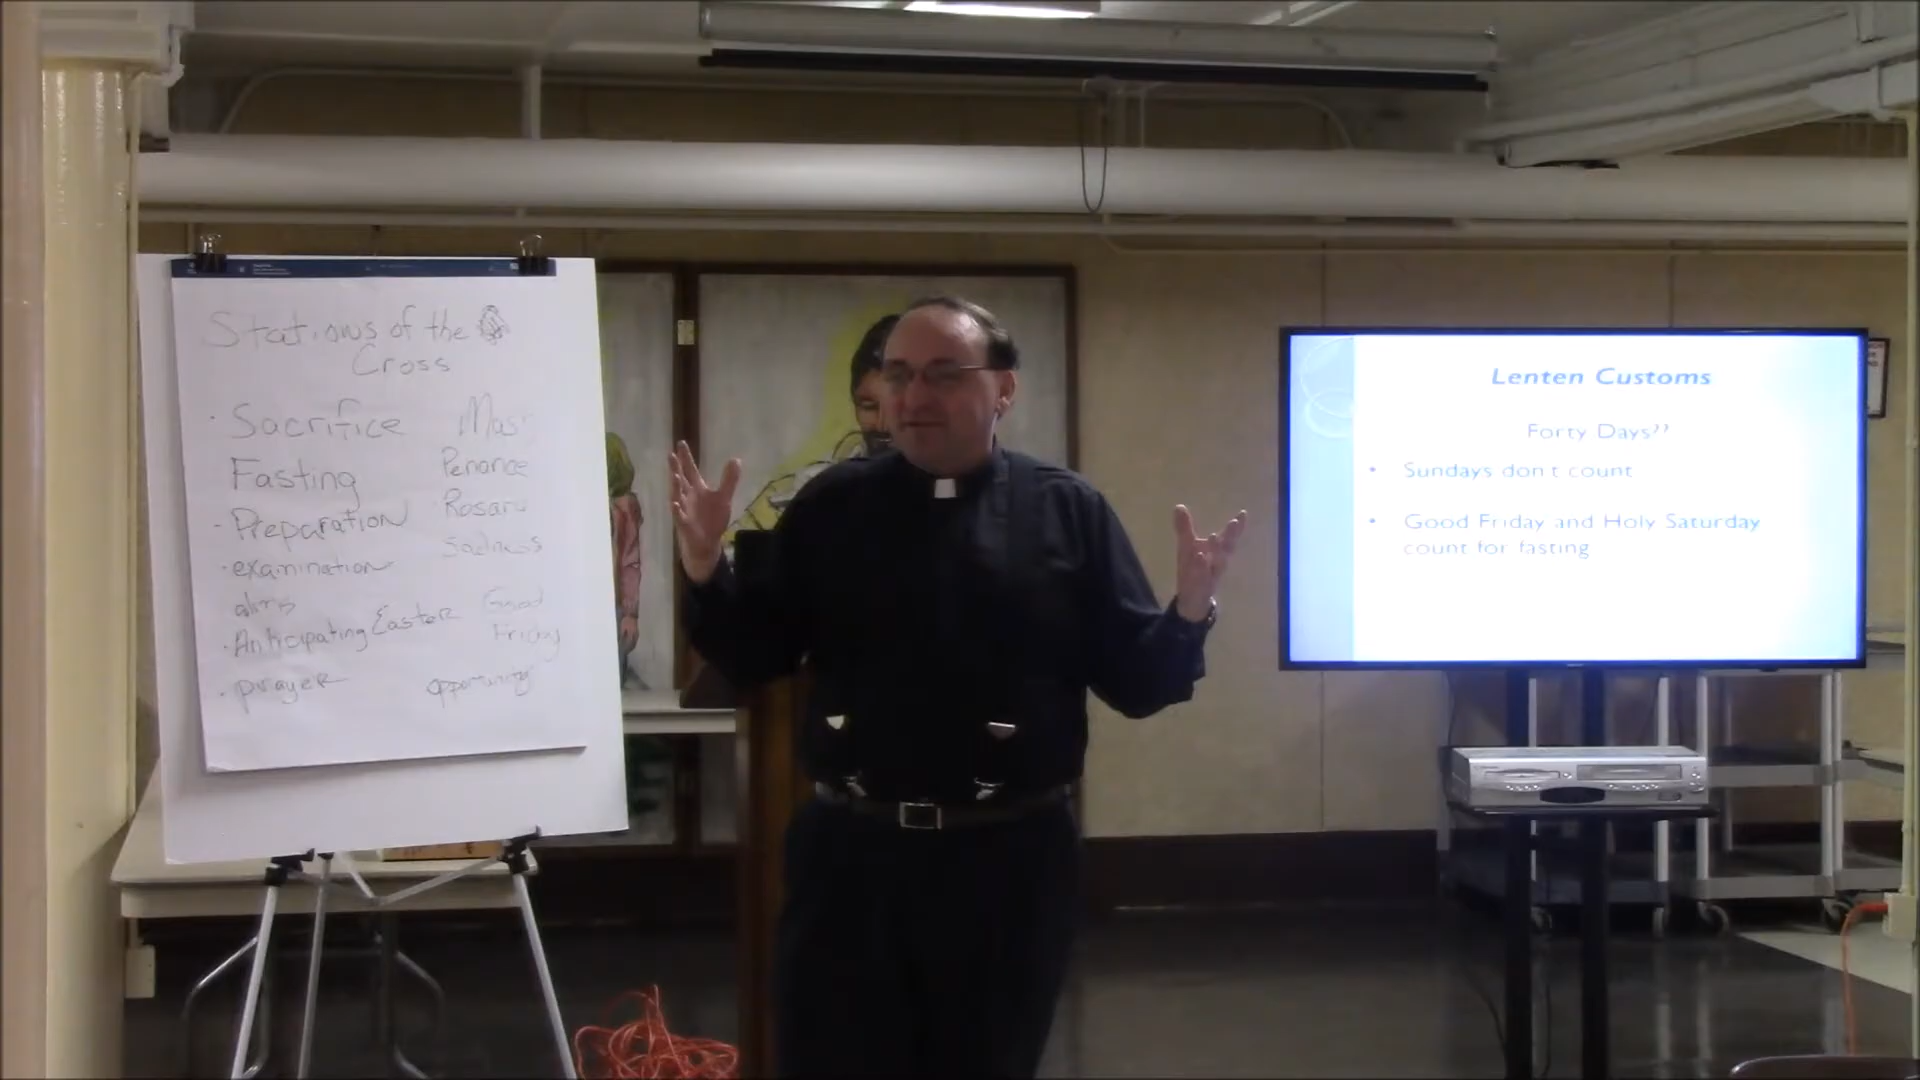 Stations of the
Cross
· Sacrifice
Fasting
· Preparation
· examination
alms
· Anticipating Easter
· prayer
Mass
Penance
Rosary
Sadness
Good
Friday
opportunity
Lenten Customs
Forty Days??
• Sundays don't count
• Good Friday and Holy Saturday
count for fasting